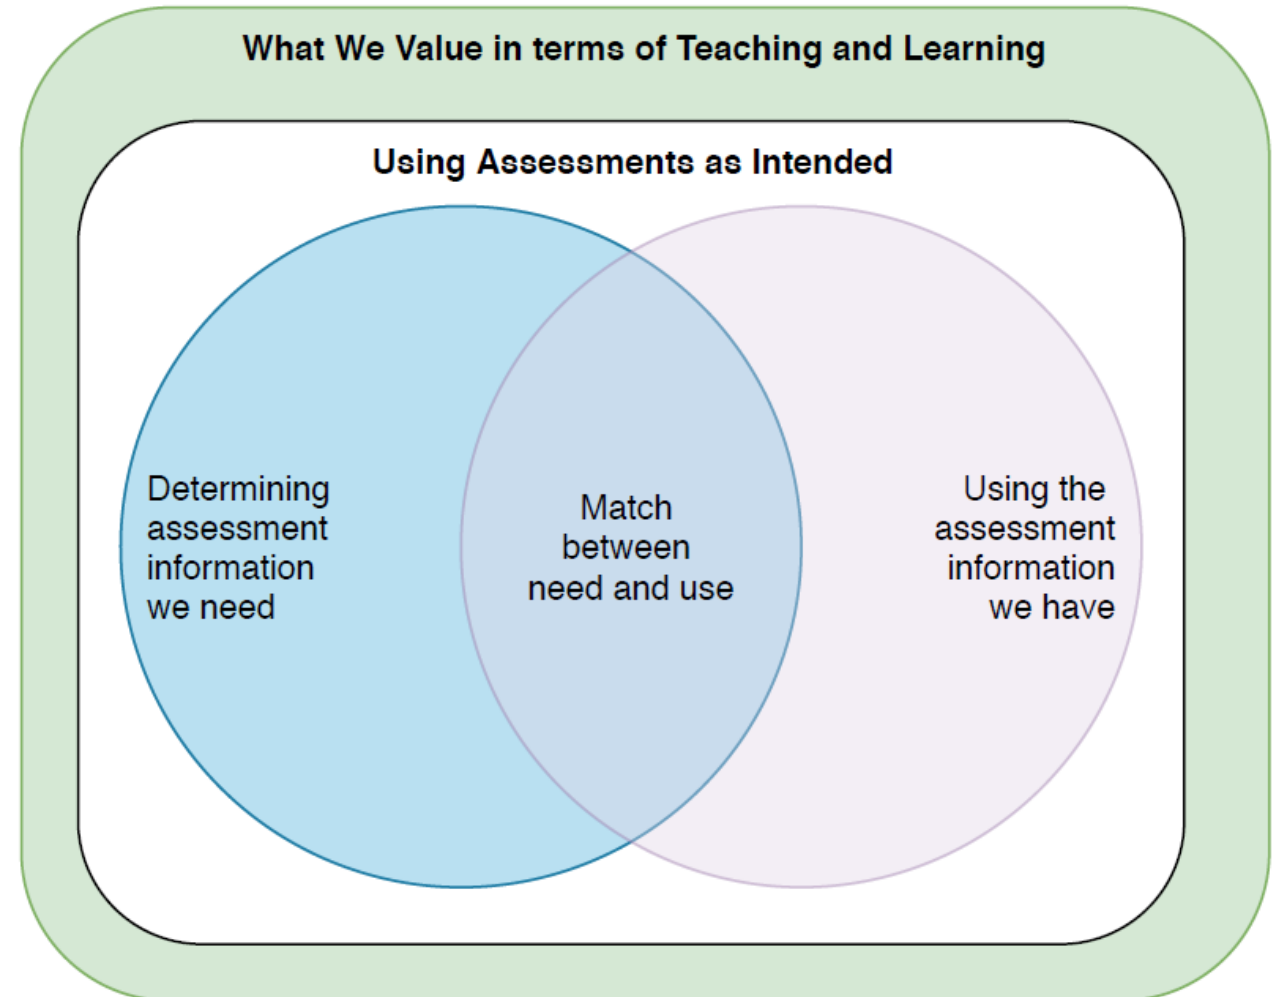 What We Value in terms of Teaching and Learning
Using Assessments as Intended
Determining
assessment
information
we need
Match
between
need and use
Using the
assessment
information
we have